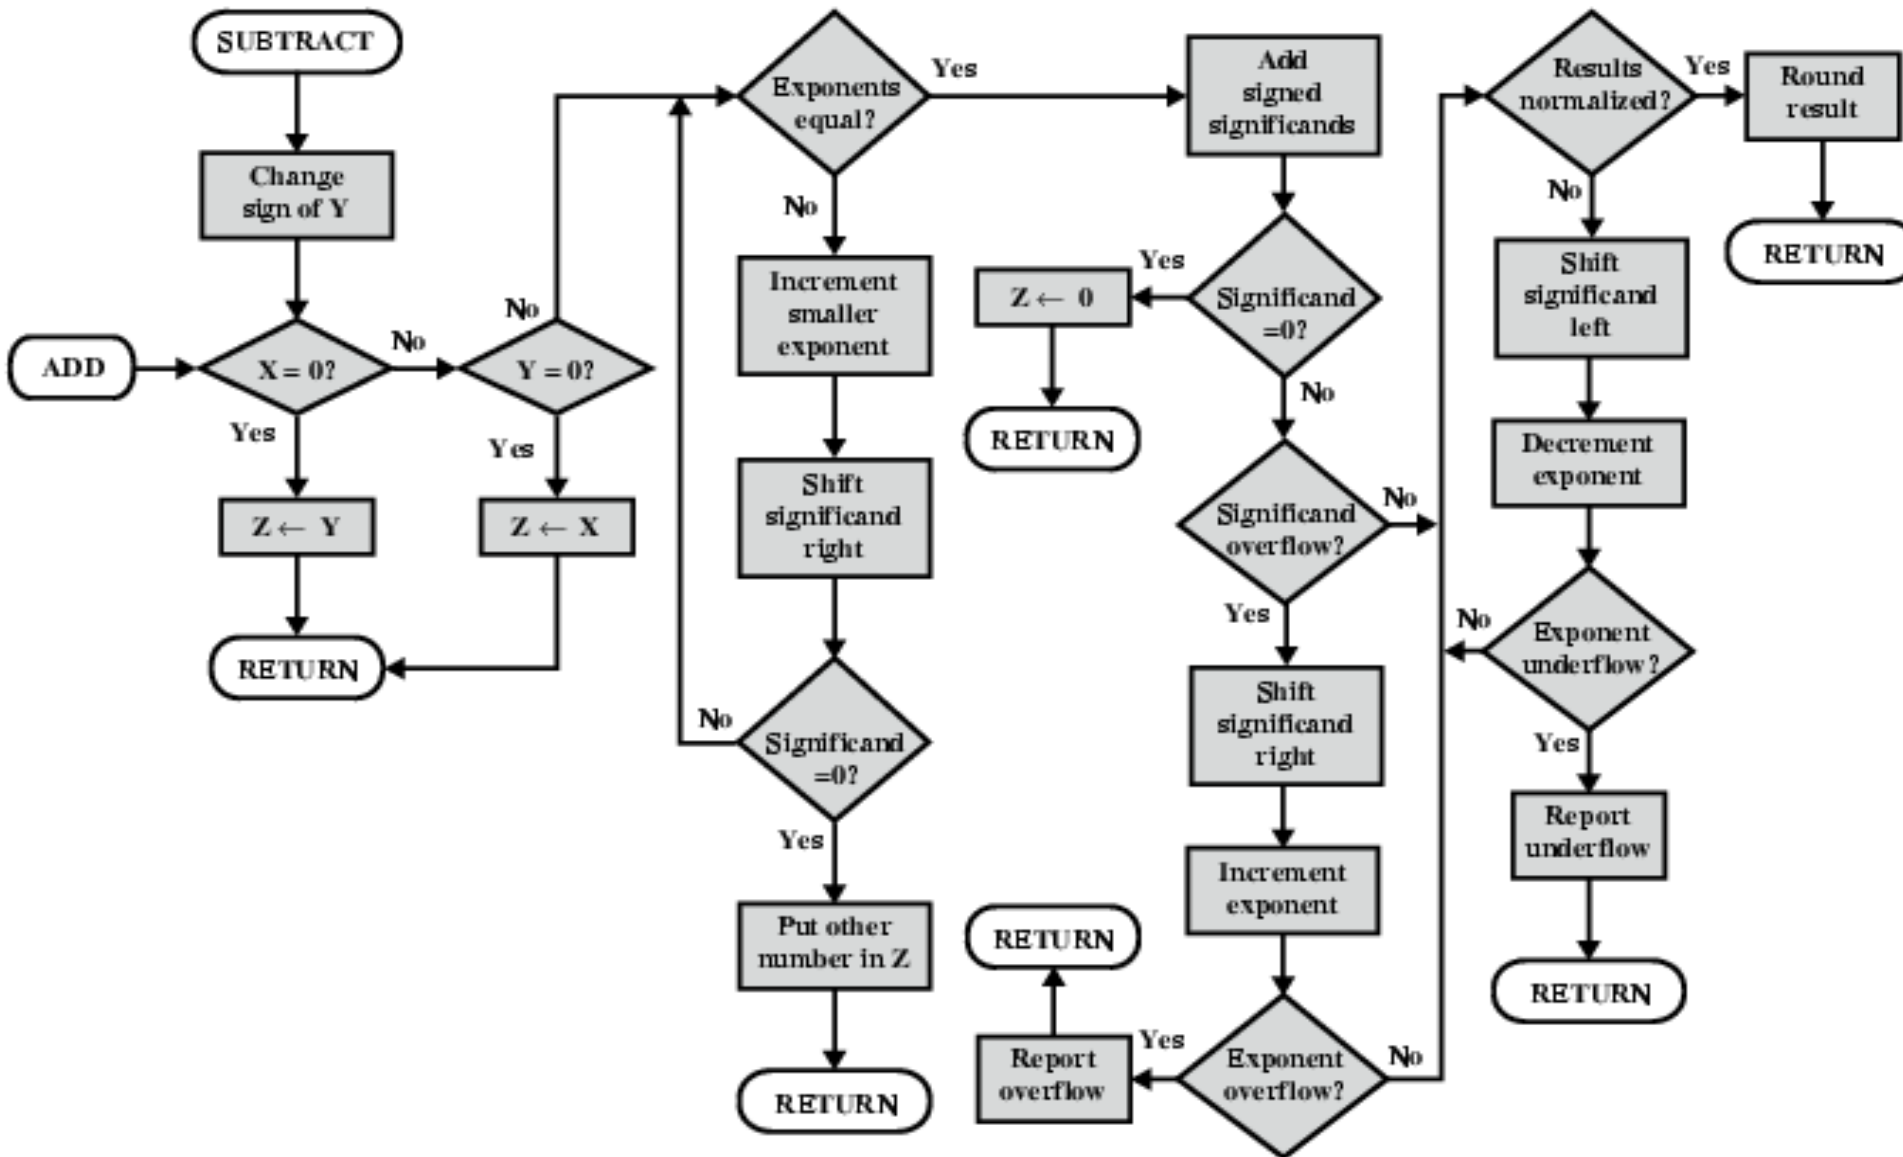 SUBTRACT
Change
sign of Y
ADD
X = 0?
No
Yes
Z ← Y
RETURN
Y = 0?
No
Yes
Z ← X
Exponents
equal?
Yes
No
Increment
smaller
exponent
Shift
significand
right
Significand
=0?
No
Yes
Put other
number in Z
RETURN
Add
signed
significands
Significand
=0?
Yes
Z ← 0
RETURN
No
Significand
overflow?
No
Yes
Shift
significand
right
Increment
exponent
Exponent
overflow?
Yes
Report
overflow
RETURN
No
Results
normalized?
Yes
Round
result
RETURN
No
Shift
significand
left
Decrement
exponent
Exponent
underflow?
No
Yes
Report
underflow
RETURN